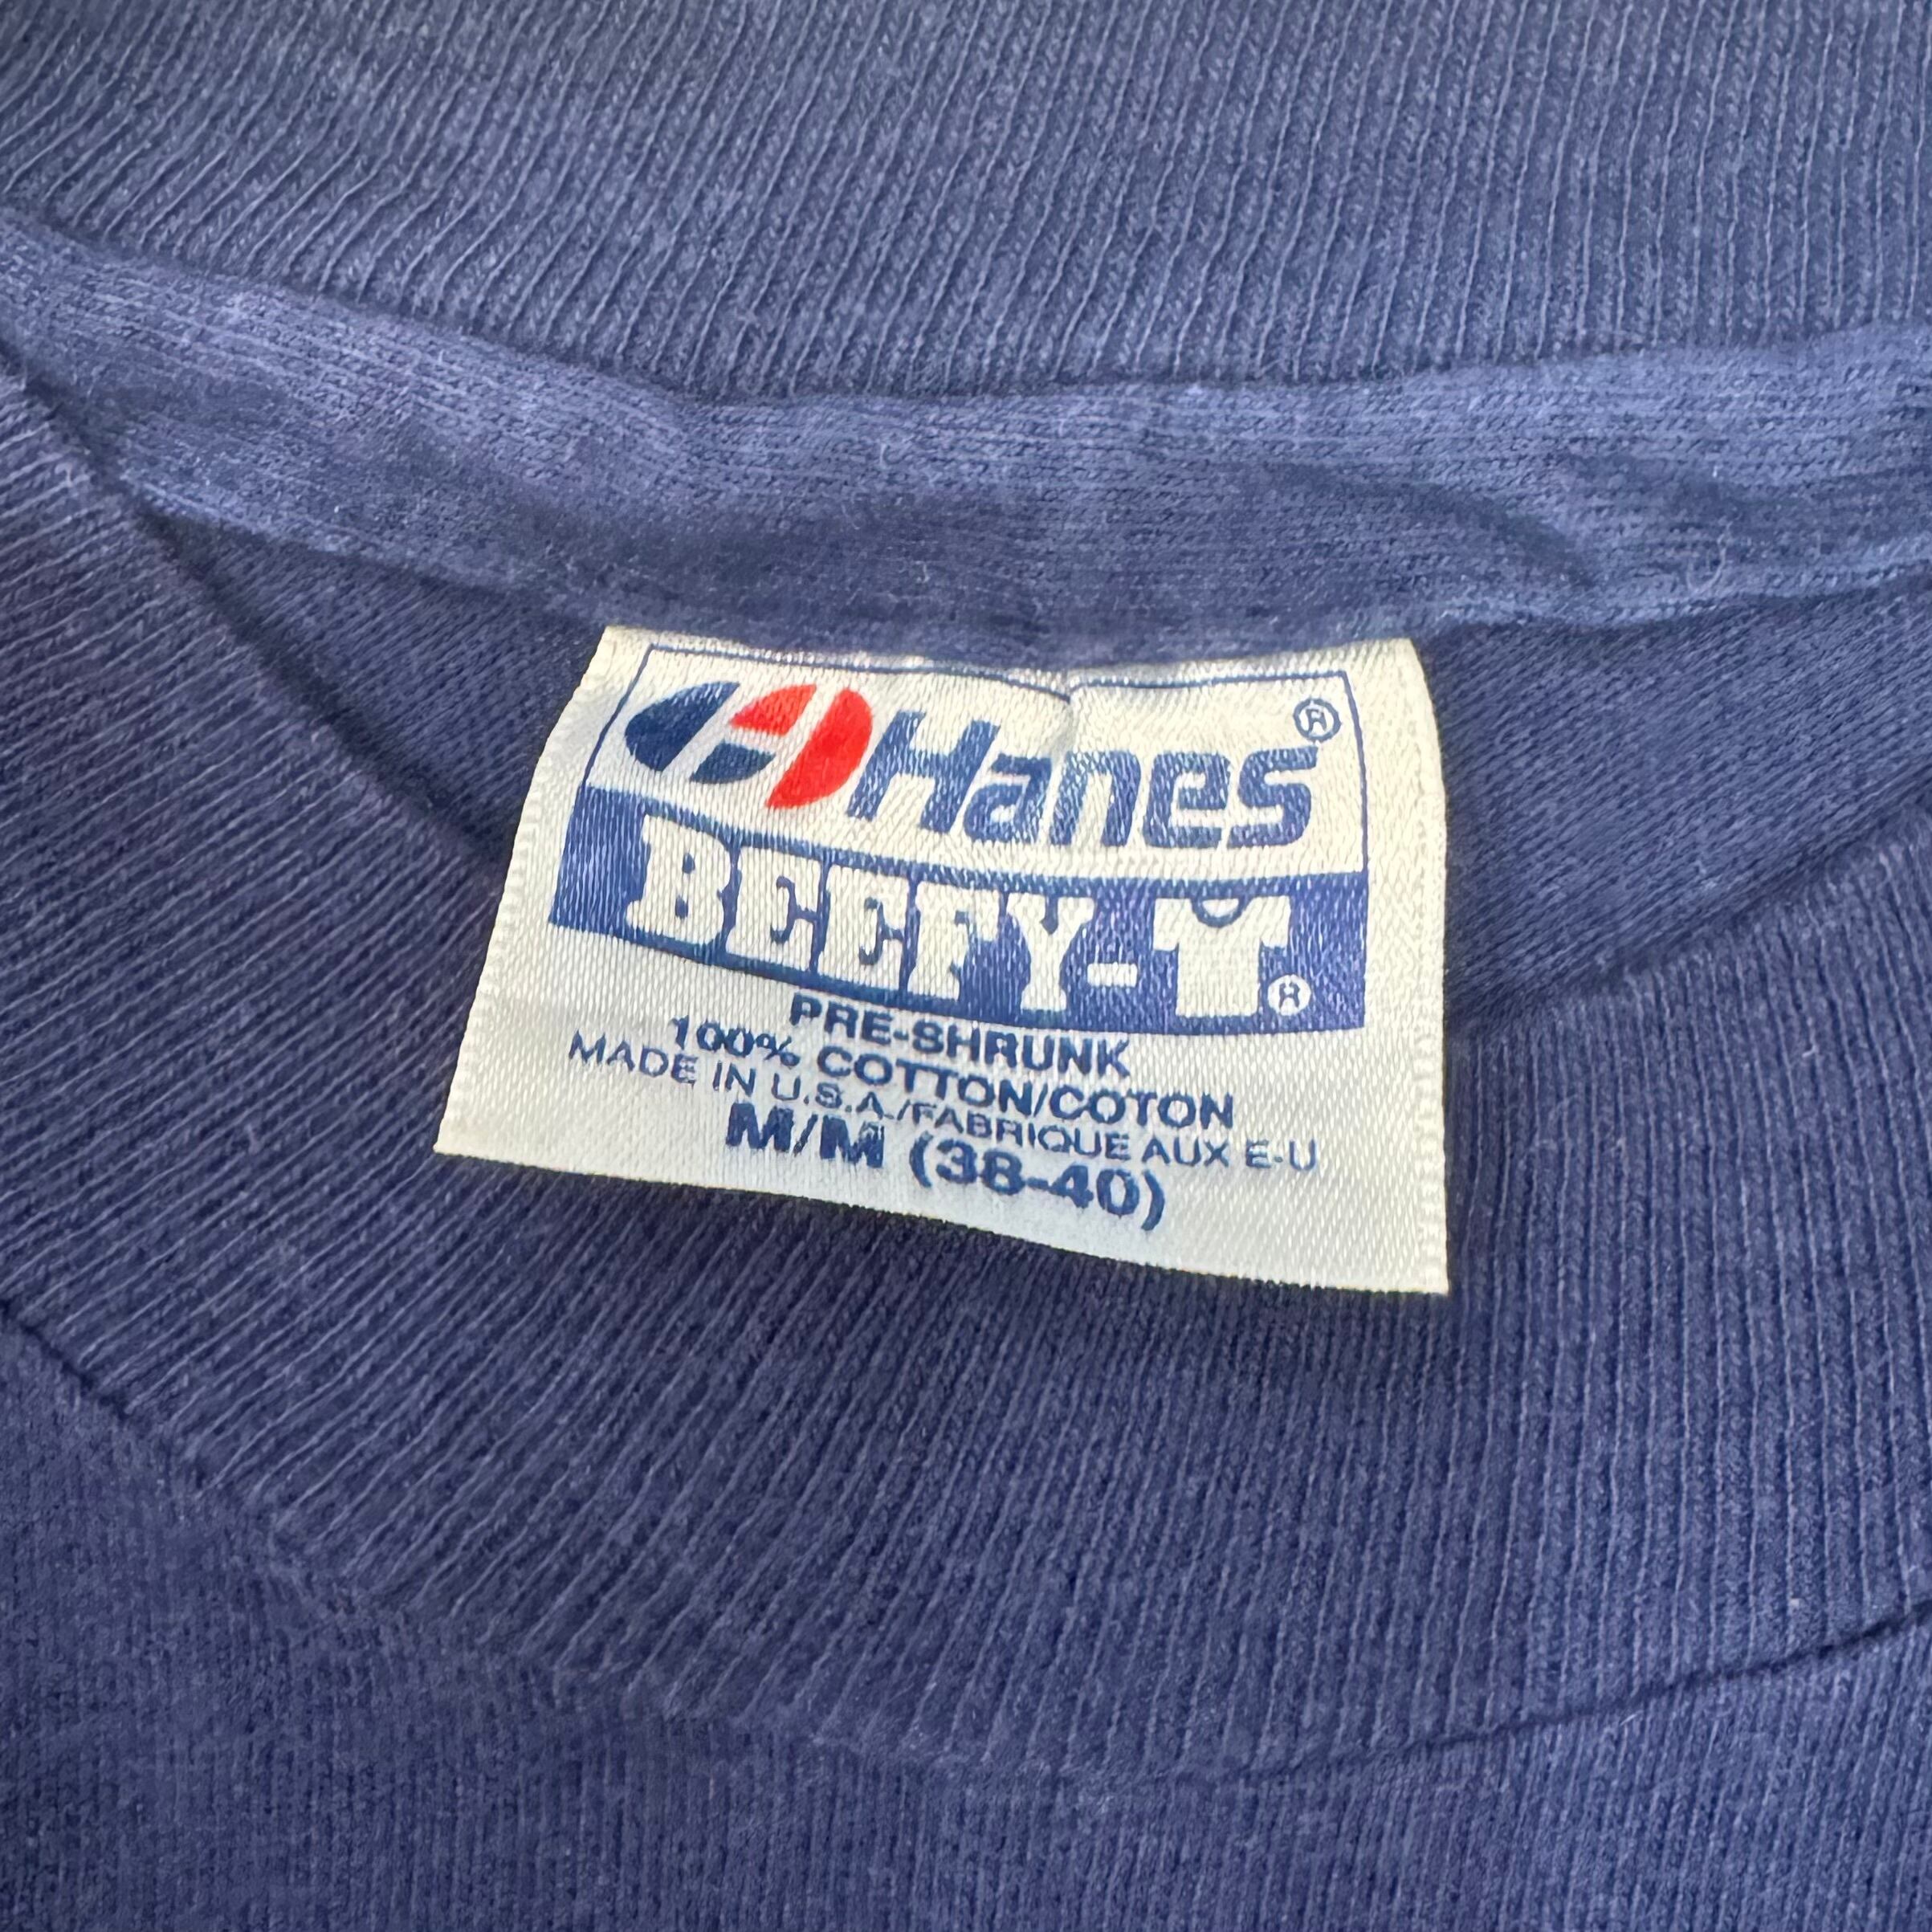 Hanes®
BEEFY-T®
PRE-SHRUNK
100% COTTON/COTON
MADE IN U.S.A./FABRIQUE AUX E-U
M/M (38-40)